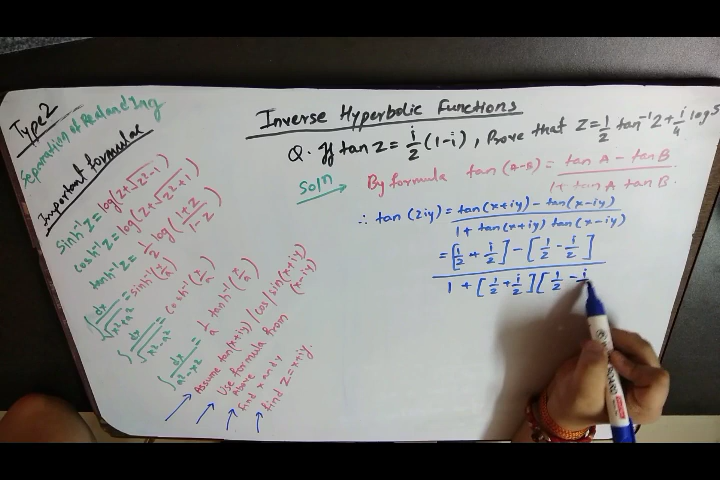 Type2
Separation of Real and Img
Important formulae
sinh⁻¹z = log(z+√z²-1)
cosh⁻¹z = log(z+√z²+1)
tanh⁻¹z = 1/2 log(1+z/1-z)
∫dx/√x²+a² = sinh⁻¹(x/a)
∫dx/√x²-a² = cosh⁻¹(x/a)
∫dx/a²-x² = 1/a tanh⁻¹(x/a)
Assume tan(x+iy)/cos/sin(x+iy)
(x-iy)
Use formula from
Above
find x and y
find z=x+iy.
Inverse Hyperbolic Functions
Q. If tan z = i/2 (1-i), Prove that z = 1/2 tan⁻¹2 + i/4 log5
Solⁿ
By formula tan(A-B) = tan A - tan B / 1+ tan A tan B.
∴ tan(2iy) = tan(x+iy) - tan(x-iy) / 1 + tan(x+iy) tan(x-iy)
= [1/2 + i/2] - [1/2 - i/2]
1 + [1/2 + i/2][1/2 - i